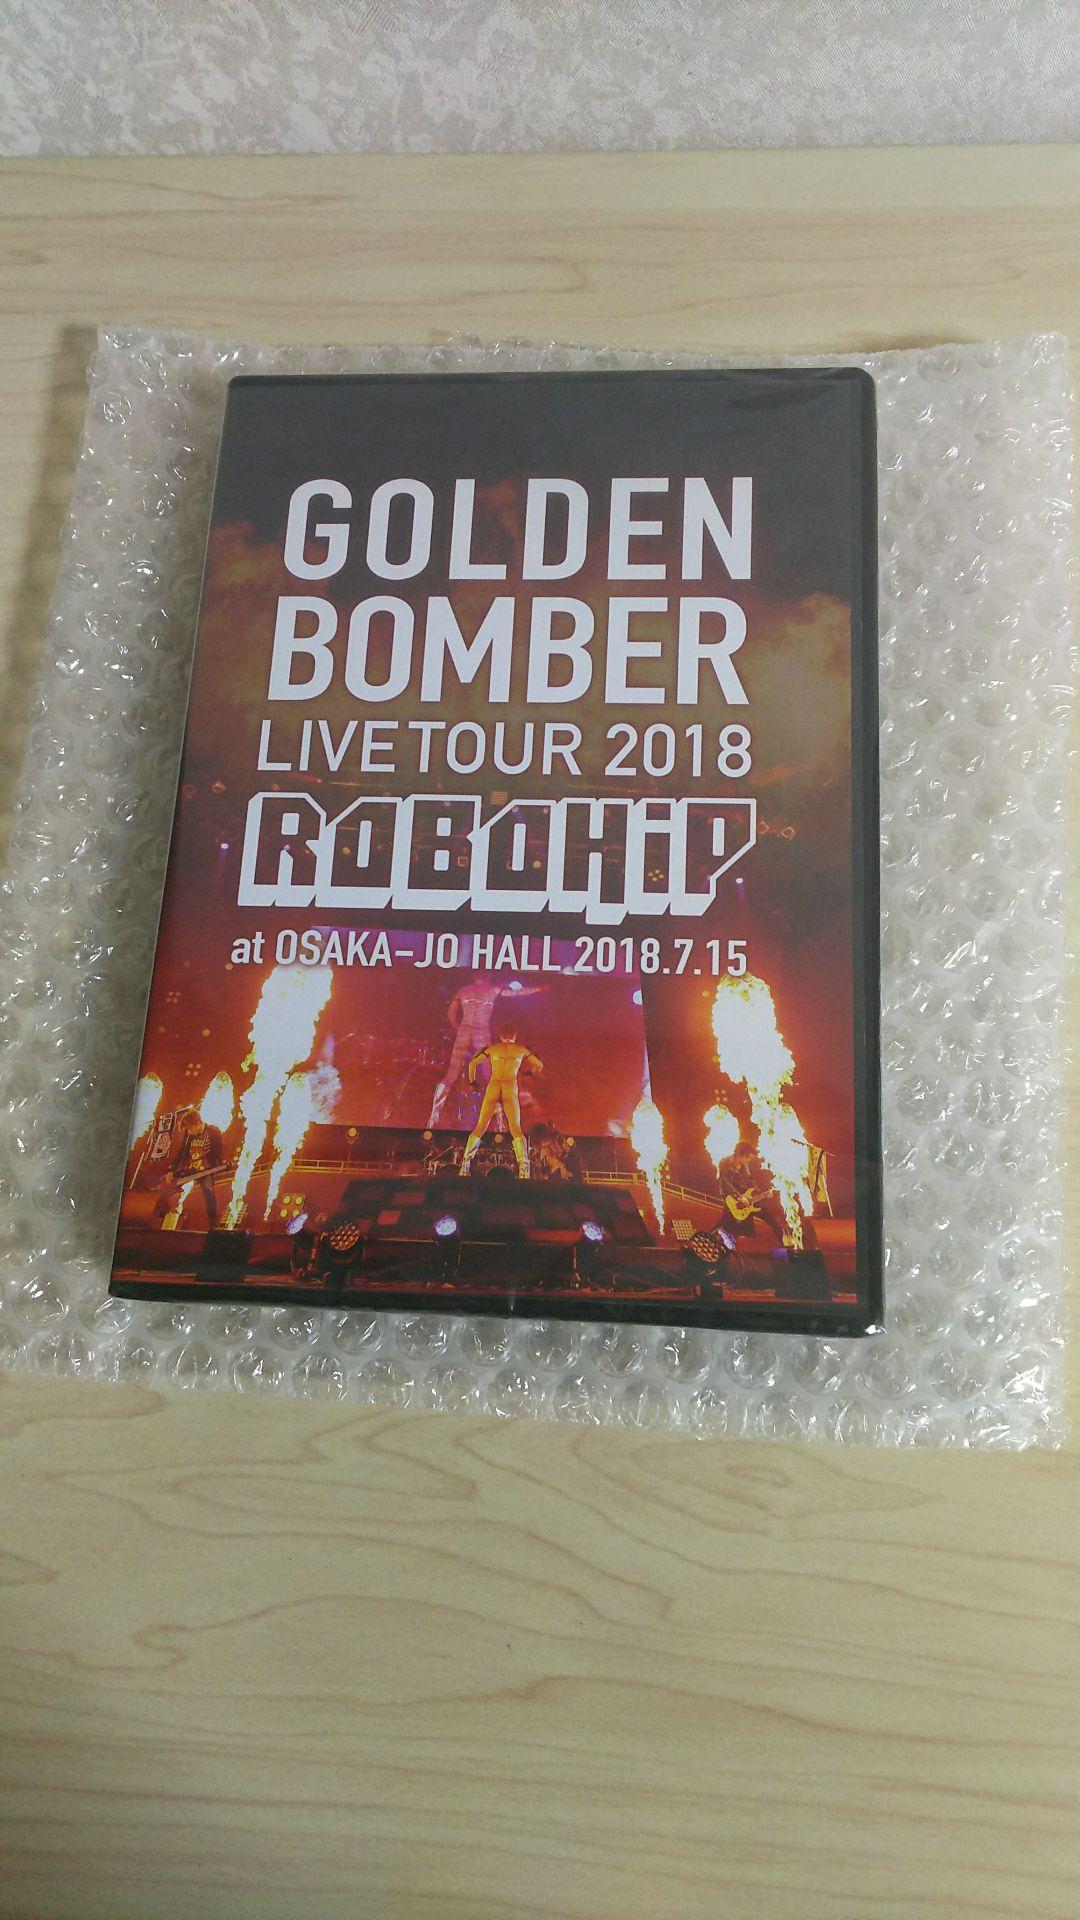 GOLDEN
BOMBER
LIVE TOUR 2018
ROBOHiP
at OSAKA-JO HALL 2018.7.15